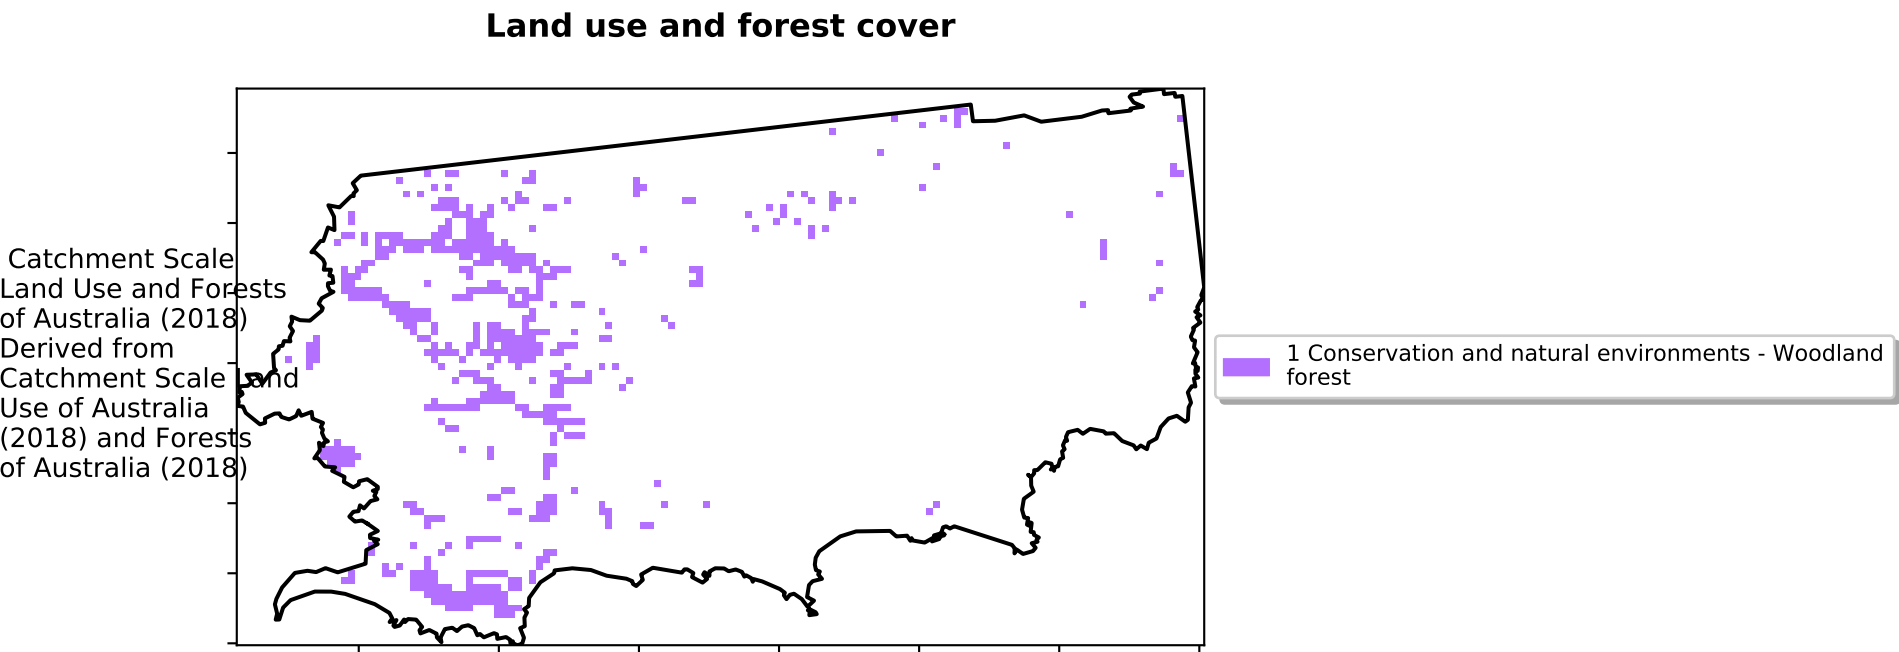 Land use and forest cover
Catchment Scale
Land Use and Forests
of Australia (2018)
Derived from
Catchment Scale Land
Use of Australia
(2018) and Forests
of Australia (2018)
1 Conservation and natural environments - Woodland
forest